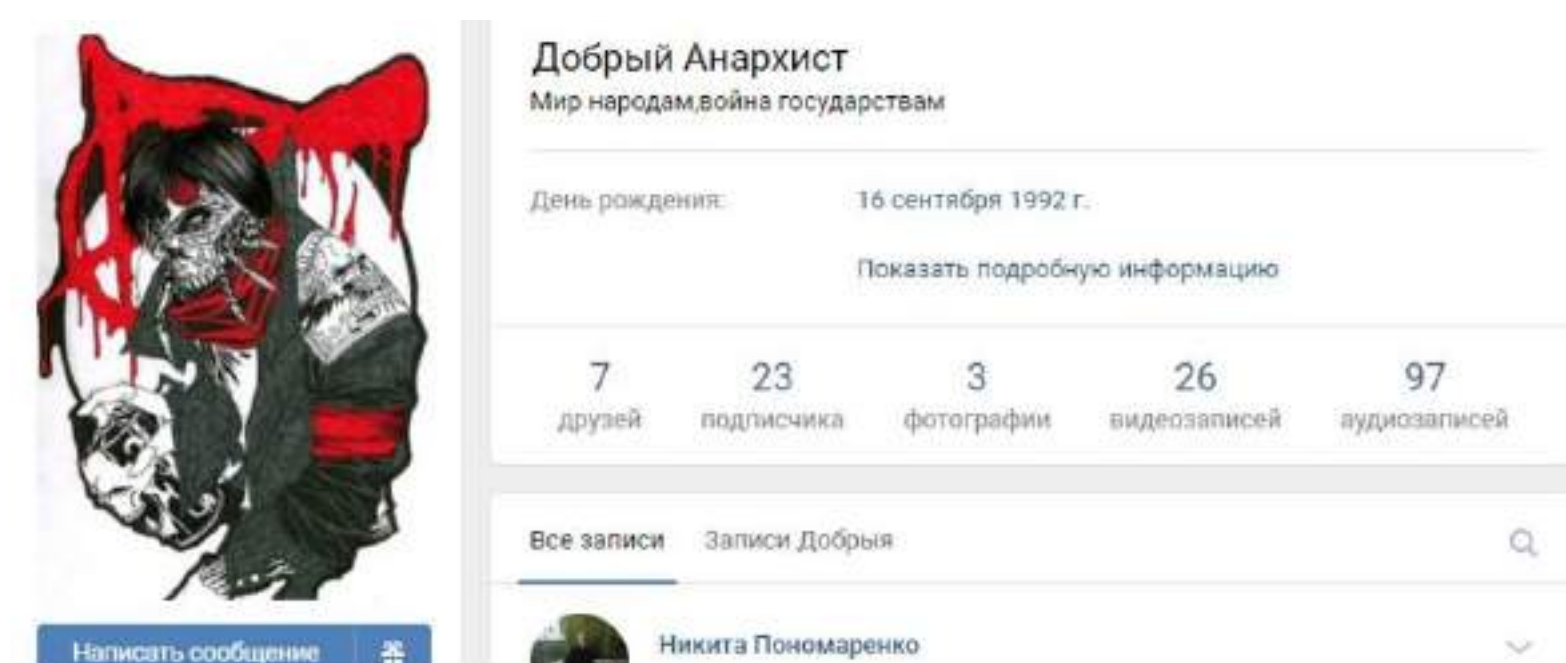 Добрый Анархист
Мир народам,война государствам
День рождения: 16 сентября 1992 г.
Показать подробную информацию
7 23 3 26 97
друзей подписчика фотографии видеозаписей аудиозаписей
Все записи Записи Добрыя
Никита Пономаренко
Написать сообщение